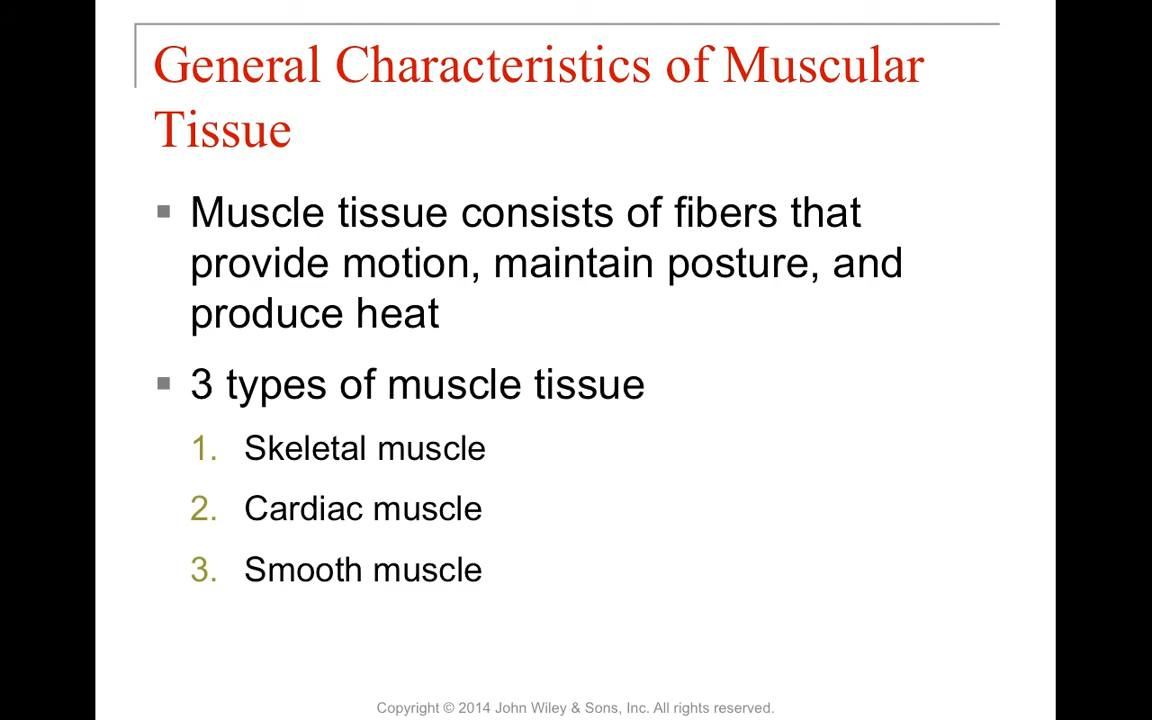 General Characteristics of Muscular
Tissue
▪ Muscle tissue consists of fibers that
provide motion, maintain posture, and
produce heat
▪ 3 types of muscle tissue
1. Skeletal muscle
2. Cardiac muscle
3. Smooth muscle
Copyright © 2014 John Wiley & Sons, Inc. All rights reserved.